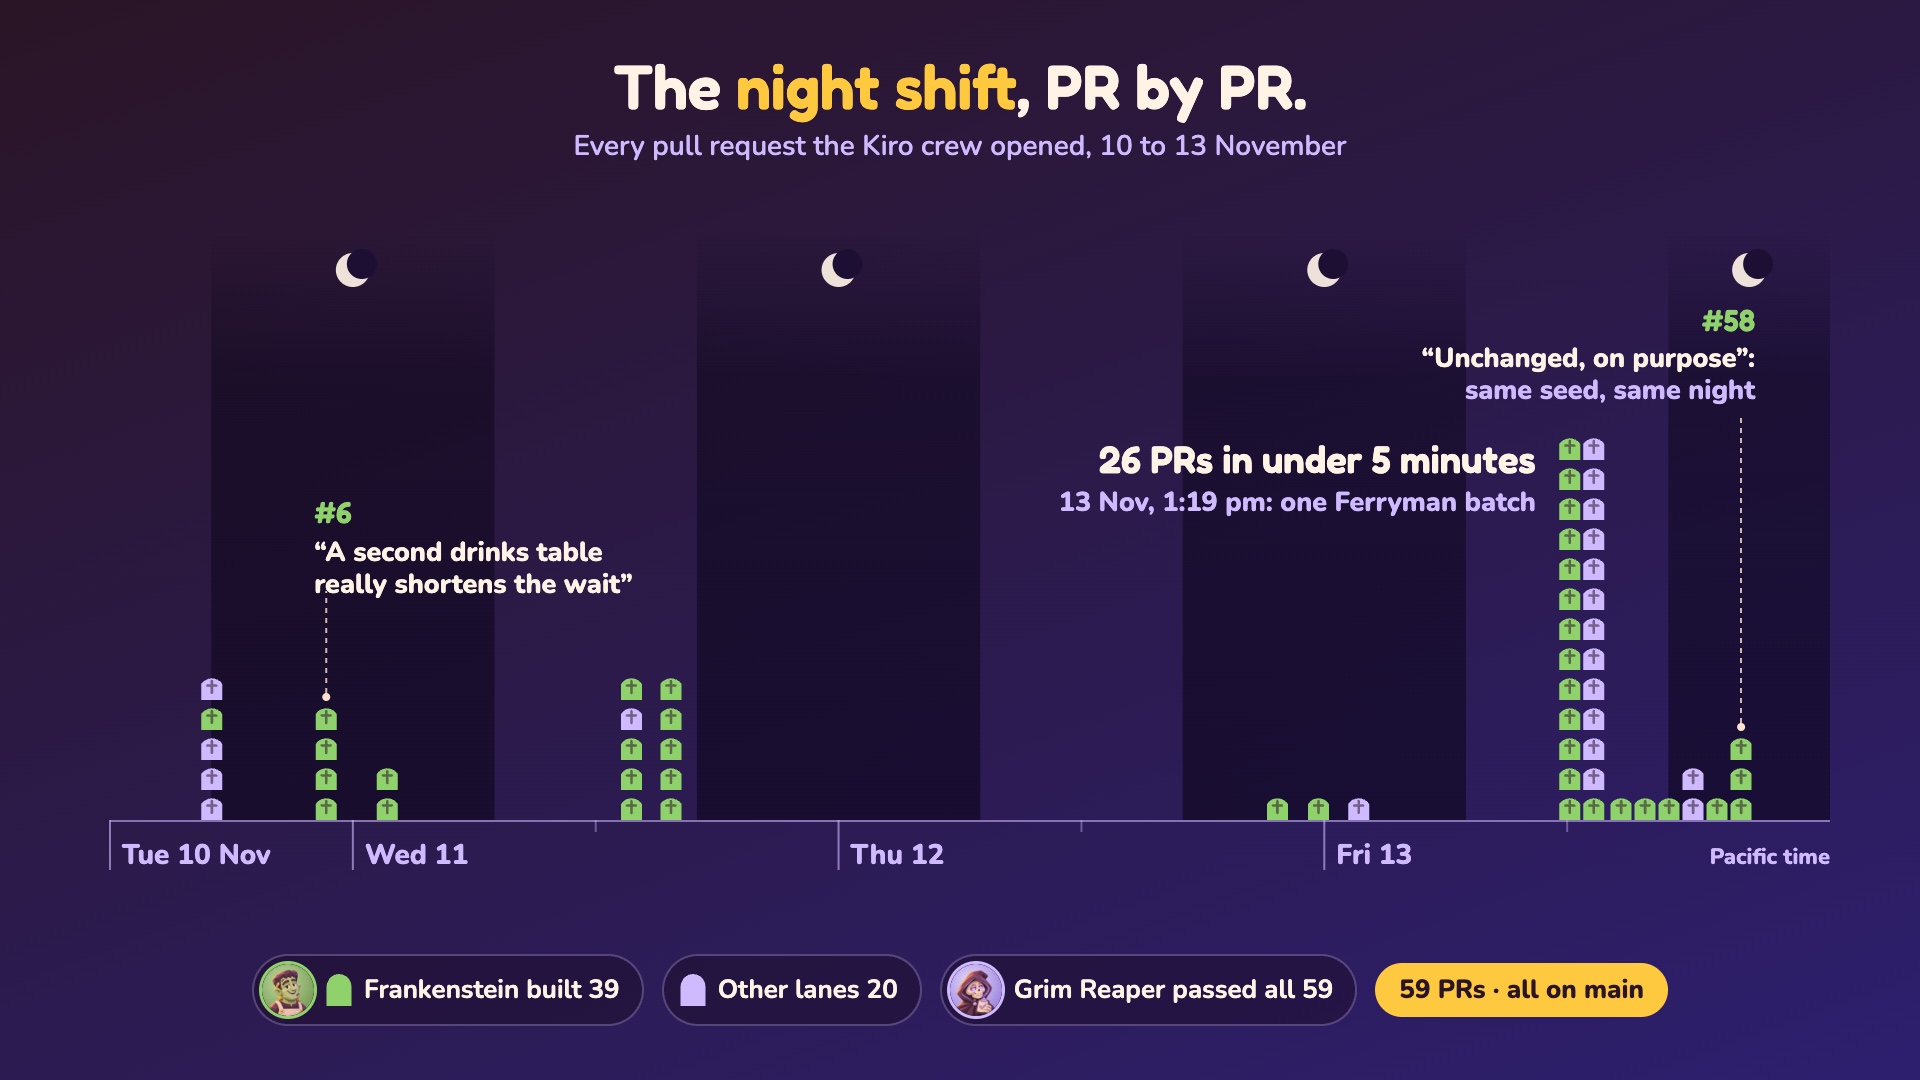 The night shift, PR by PR.
Every pull request the Kiro crew opened, 10 to 13 November
#58
“Unchanged, on purpose”:
same seed, same night
26 PRs in under 5 minutes
13 Nov, 1:19 pm: one Ferryman batch
#6
“A second drinks table
really shortens the wait”
Tue 10 Nov
Wed 11
Thu 12
Fri 13
Pacific time
Frankenstein built 39
Other lanes 20
Grim Reaper passed all 59
59 PRs · all on main